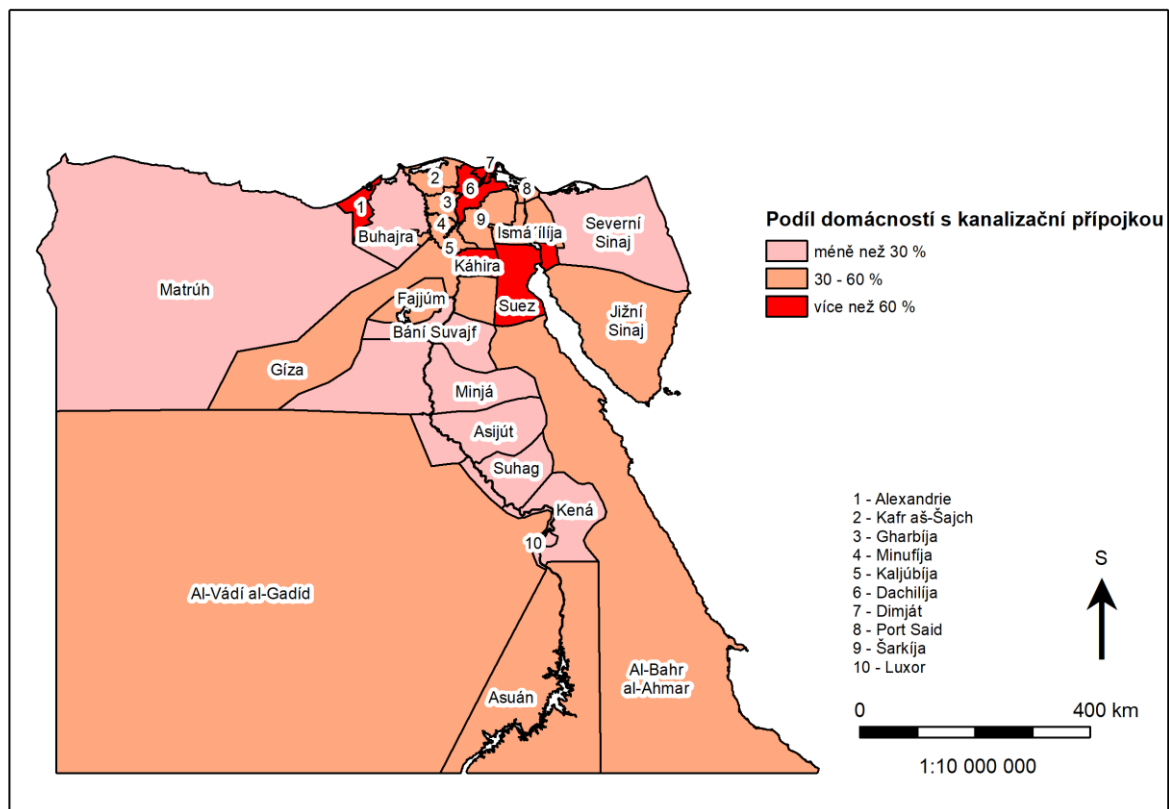 7
2
8
6
1
3
9
4
Buhajra
Ismá´ílíja
Severní
Sinaj
5
Káhira
Matrúh
Fajjúm
Suez
Jižní
Sinaj
Bání Suvajf
Gíza
Minjá
Asijút
Suhag
Kená
10
Al-Vádí al-Gadíd
Al-Bahr
al-Ahmar
Asuán
Podíl domácností s kanalizační přípojkou
méně než 30 %
30 - 60 %
více než 60 %
1 - Alexandrie
2 - Kafr aš-Šajch
3 - Gharbíja
4 - Minufíja
5 - Kaljúbíja
6 - Dachilíja
7 - Dimját
8 - Port Said
9 - Šarkíja
10 - Luxor
S
0 400 km
1:10 000 000